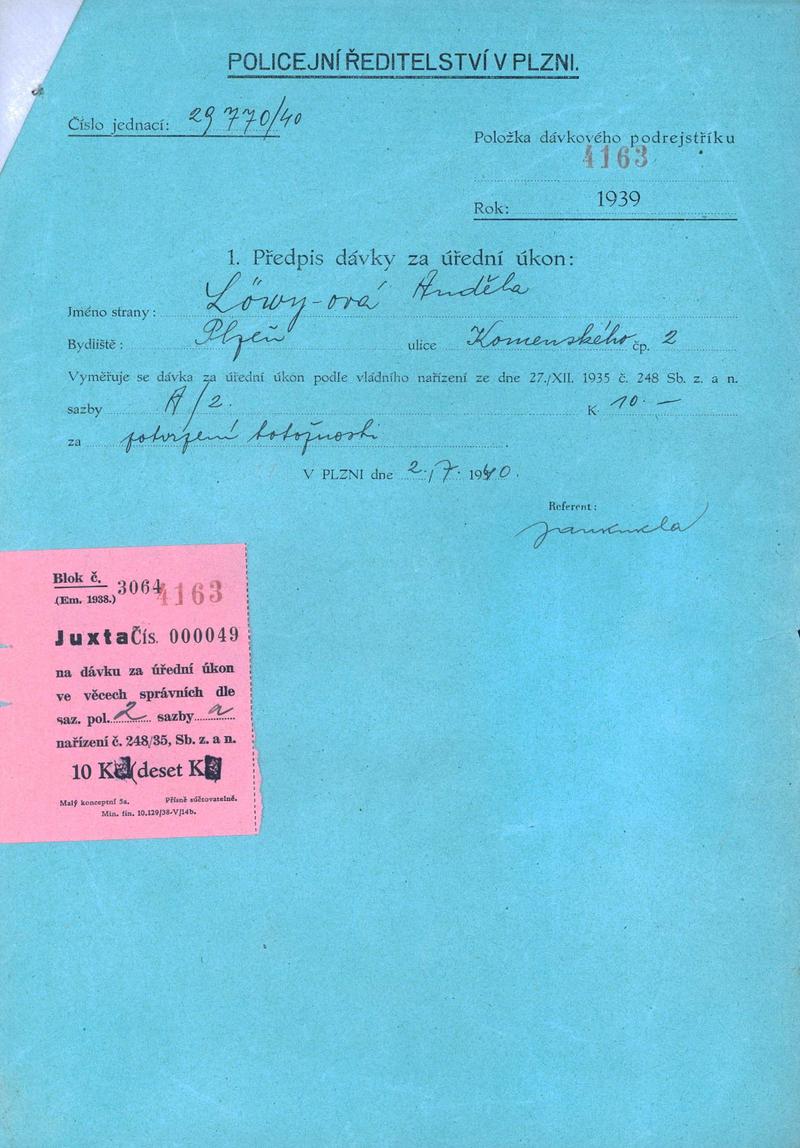 POLICEJNÍ ŘEDITELSTVÍ V PLZNI.
Číslo jednací: 29770/40
Položka dávkového podrejstříku
4163
Rok: 1939
1. Předpis dávky za úřední úkon:
Jméno strany: Löwy-ová Anděla
Bydliště: Plzeň ulice Komenského čp. 2
Vyměřuje se dávka za úřední úkon podle vládního nařízení ze dne 27./XII. 1935 č. 248 Sb. z. a n.
sazby A/2. K 10.—
za potvrzení totožnosti
V PLZNI dne 2./7. 1940.
Referent:
Blok č. 3064 4163
(Em. 1938.)
Juxta Čís. 000049
na dávku za úřední úkon
ve věcech správních dle
saz. pol. 2 sazby a
nařízení č. 248/35, Sb. z. a n.
10 K deset K
Malý konceptní 5a. Přísně súčtovatelné.
Min. fin. 10.129/38-V/14b.